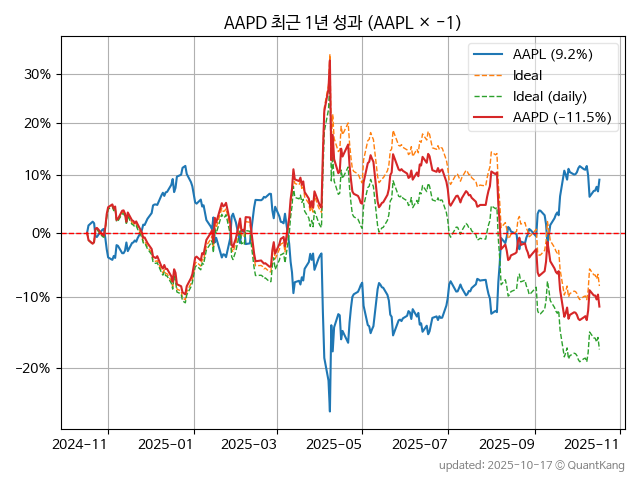 AAPD 최근 1년 성과 (AAPL × −1)
AAPL (9.2%)
Ideal
Ideal (daily)
AAPD (−11.5%)
30%
20%
10%
0%
−10%
−20%
2024-11
2025-01
2025-03
2025-05
2025-07
2025-09
2025-11
updated: 2025-10-17 © QuantKang